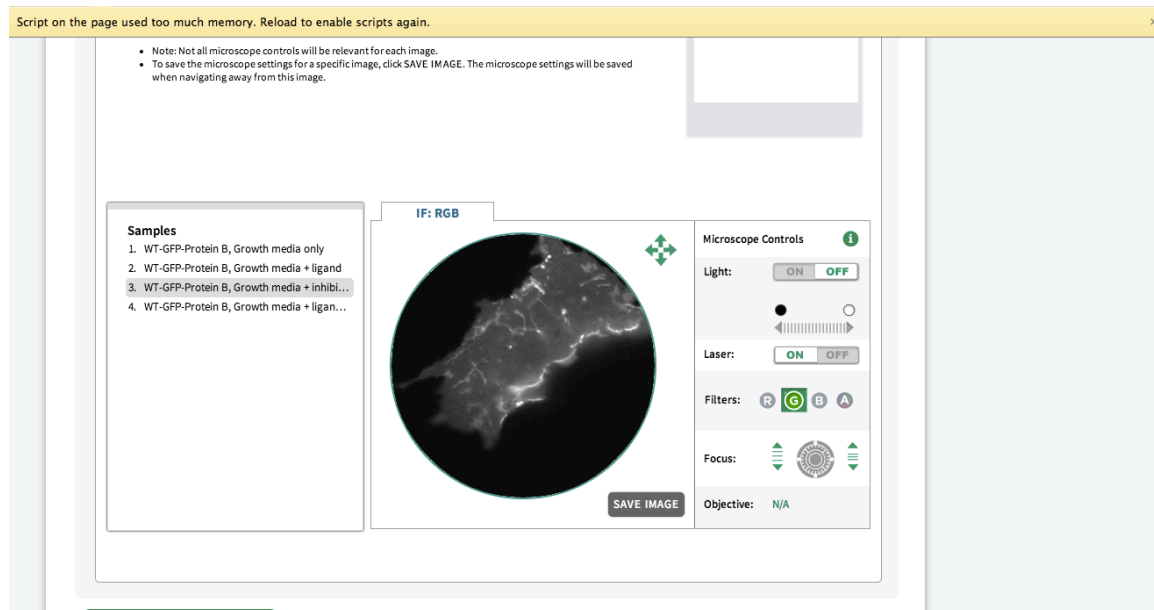 Script on the page used too much memory. Reload to enable scripts again.
• Note: Not all microscope controls will be relevant for each image.
• To save the microscope settings for a specific image, click SAVE IMAGE. The microscope settings will be saved
when navigating away from this image.
IF: RGB
Samples
1. WT-GFP-Protein B, Growth media only
2. WT-GFP-Protein B, Growth media + ligand
3. WT-GFP-Protein B, Growth media + inhibi...
4. WT-GFP-Protein B, Growth media + ligan...
SAVE IMAGE
Microscope Controls i
Light: ON OFF
Laser: ON OFF
Filters: R G B A
Focus:
Objective: N/A